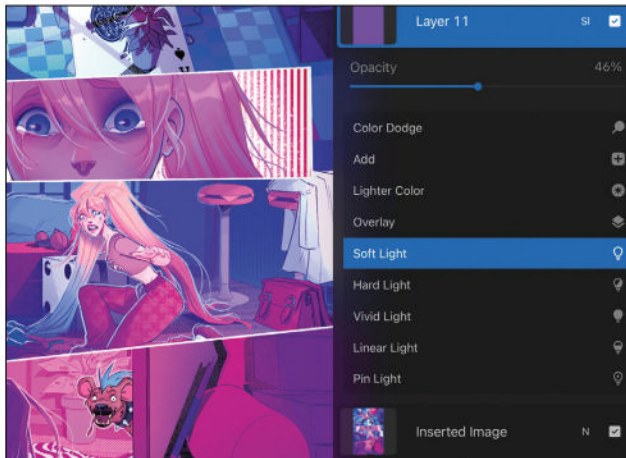 Layer 11 SI
Opacity 46%
Color Dodge
Add
Lighter Color
Overlay
Soft Light
Hard Light
Vivid Light
Linear Light
Pin Light
Inserted Image N